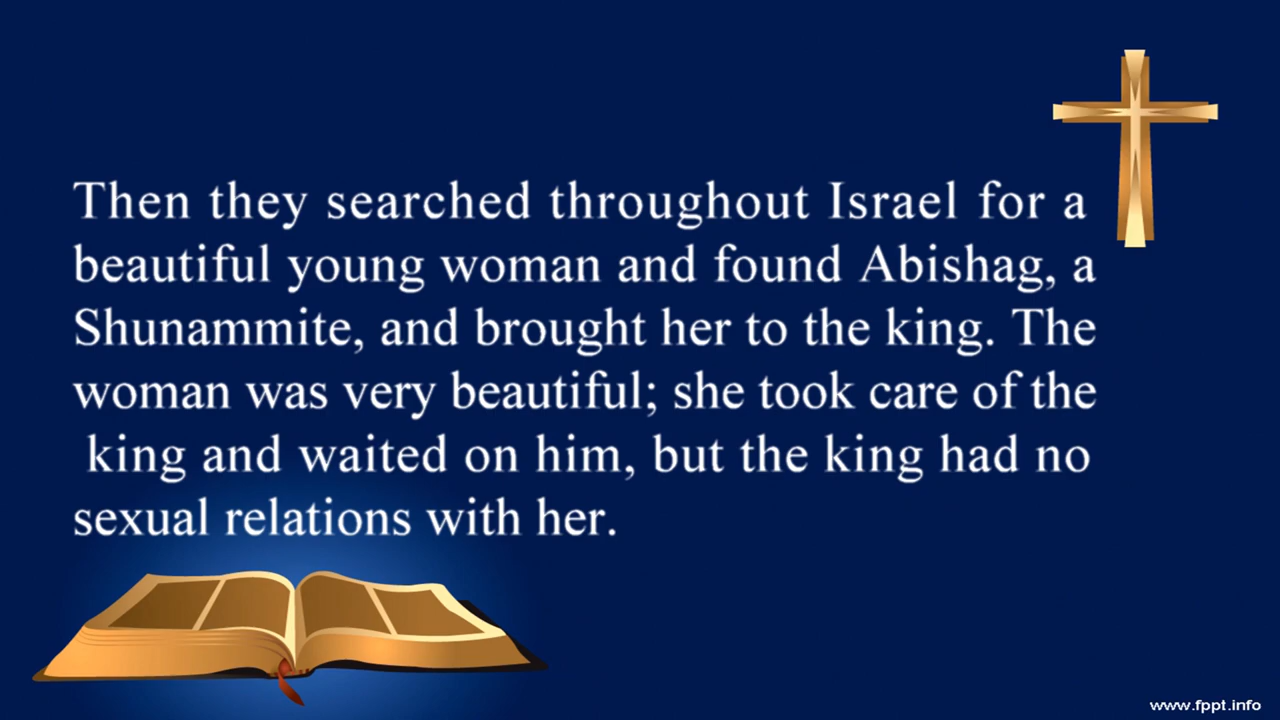 Then they searched throughout Israel for a
beautiful young woman and found Abishag, a
Shunammite, and brought her to the king. The
woman was very beautiful; she took care of the
king and waited on him, but the king had no
sexual relations with her.
www.fppt.info